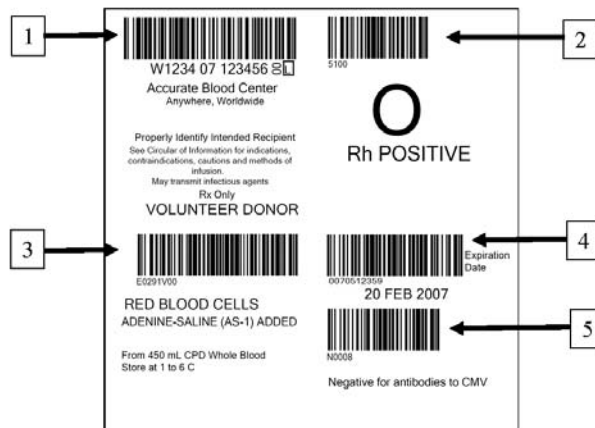 1
2
W1234 07 123456 00 L
5100
Accurate Blood Center
Anywhere, Worldwide
O
Rh POSITIVE
Properly Identify Intended Recipient
See Circular of Information for indications,
contraindications, cautions and methods of
infusion.
May transmit infectious agents
Rx Only
VOLUNTEER DONOR
3
4
E0291V00
0070512359
Expiration
Date
20 FEB 2007
RED BLOOD CELLS
ADENINE-SALINE (AS-1) ADDED
5
N0008
From 450 mL CPD Whole Blood
Store at 1 to 6 C
Negative for antibodies to CMV